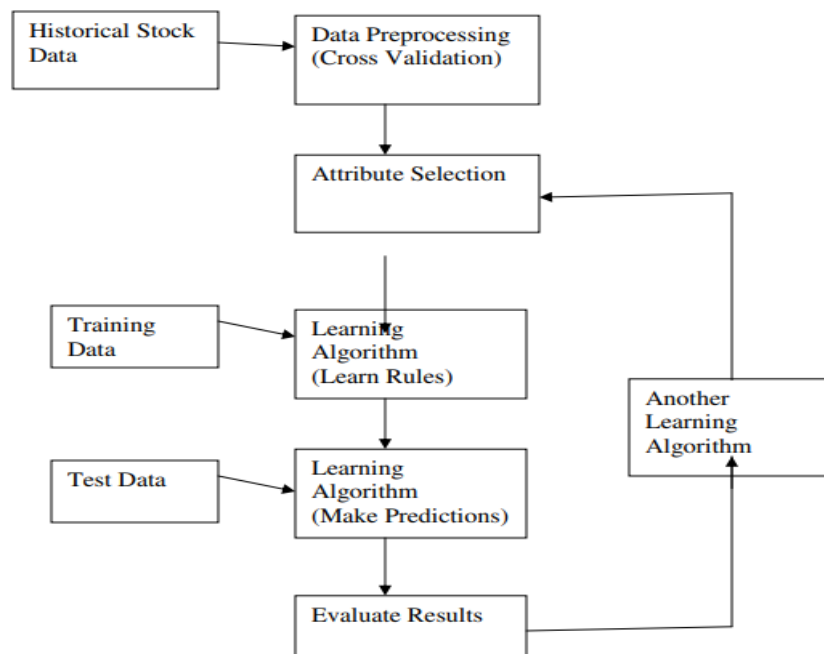 Historical Stock
Data
Data Preprocessing
(Cross Validation)
Attribute Selection
Training
Data
Learning
Algorithm
(Learn Rules)
Another
Learning
Algorithm
Test Data
Learning
Algorithm
(Make Predictions)
Evaluate Results